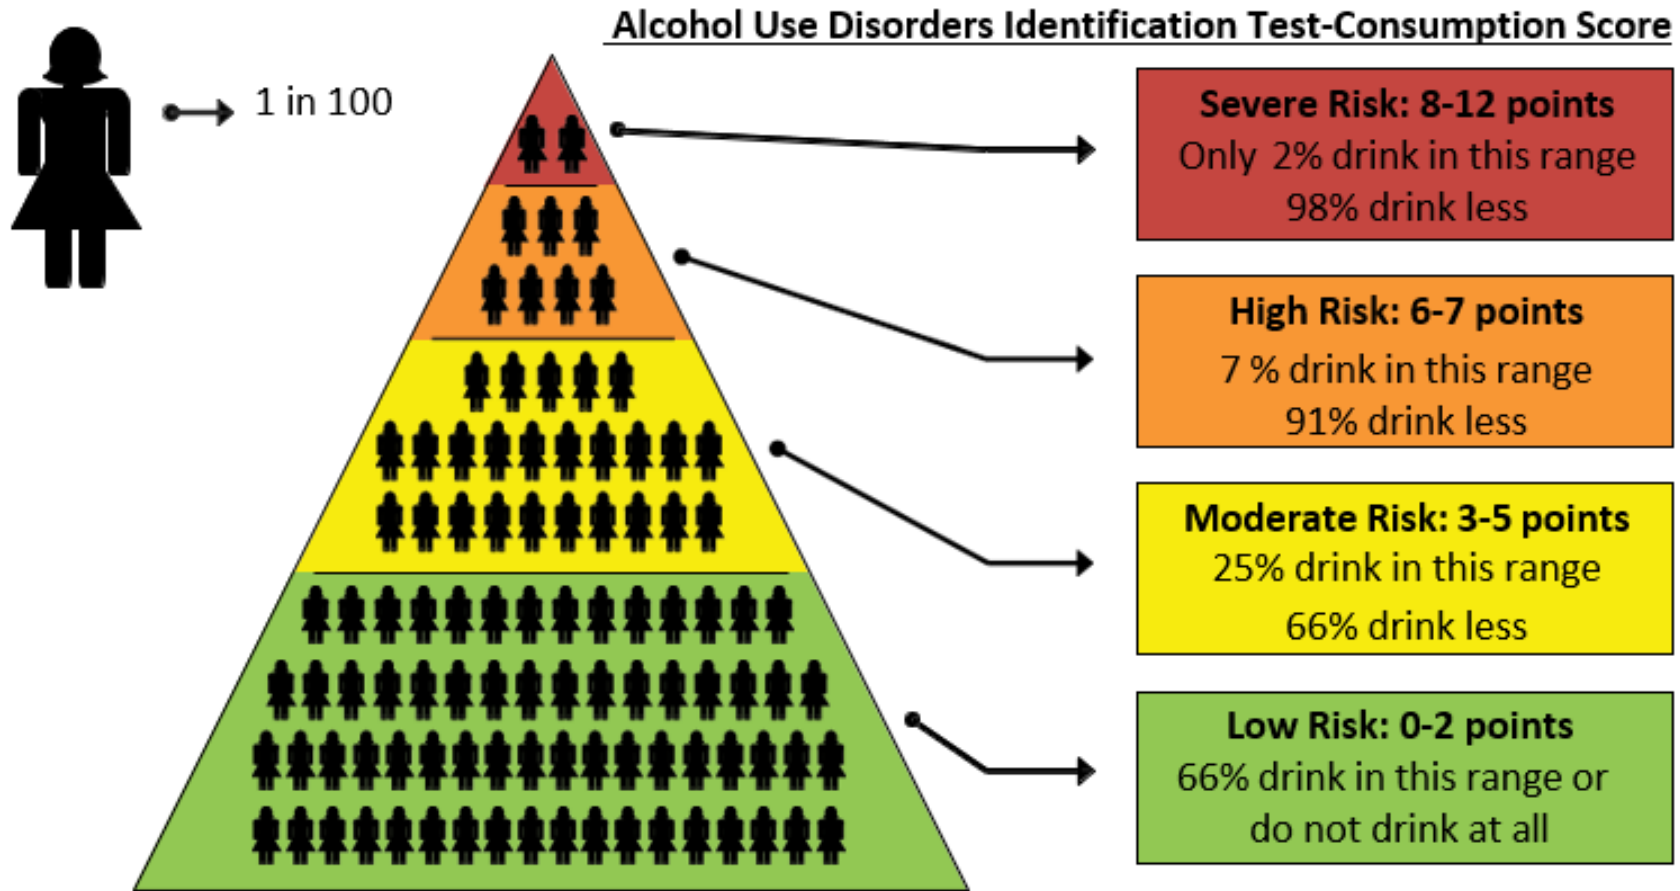 Alcohol Use Disorders Identification Test-Consumption Score
1 in 100
Severe Risk: 8-12 points
Only 2% drink in this range
98% drink less
High Risk: 6-7 points
7 % drink in this range
91% drink less
Moderate Risk: 3-5 points
25% drink in this range
66% drink less
Low Risk: 0-2 points
66% drink in this range or
do not drink at all